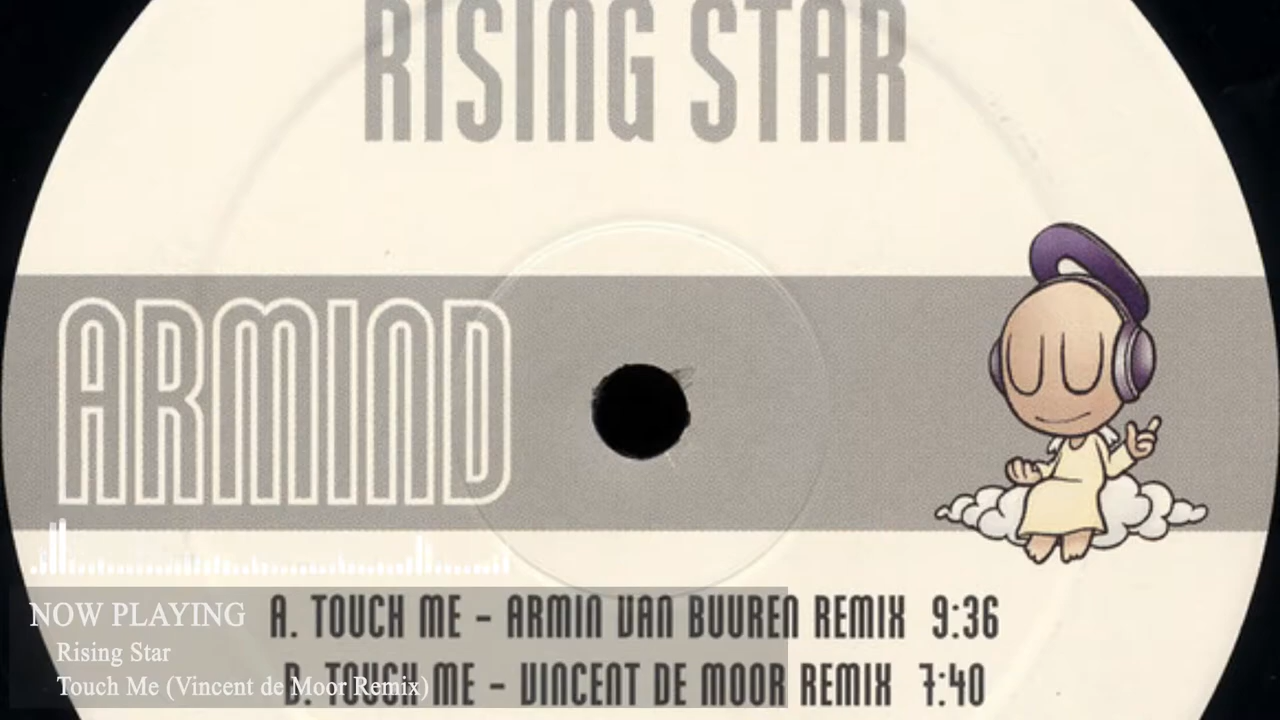 RISING STAR
ARMIND
A. TOUCH ME - ARMIN VAN BUUREN REMIX 9:36
B. TOUCH ME - VINCENT DE MOOR REMIX 7:40
NOW PLAYING
Rising Star
Touch Me (Vincent de Moor Remix)